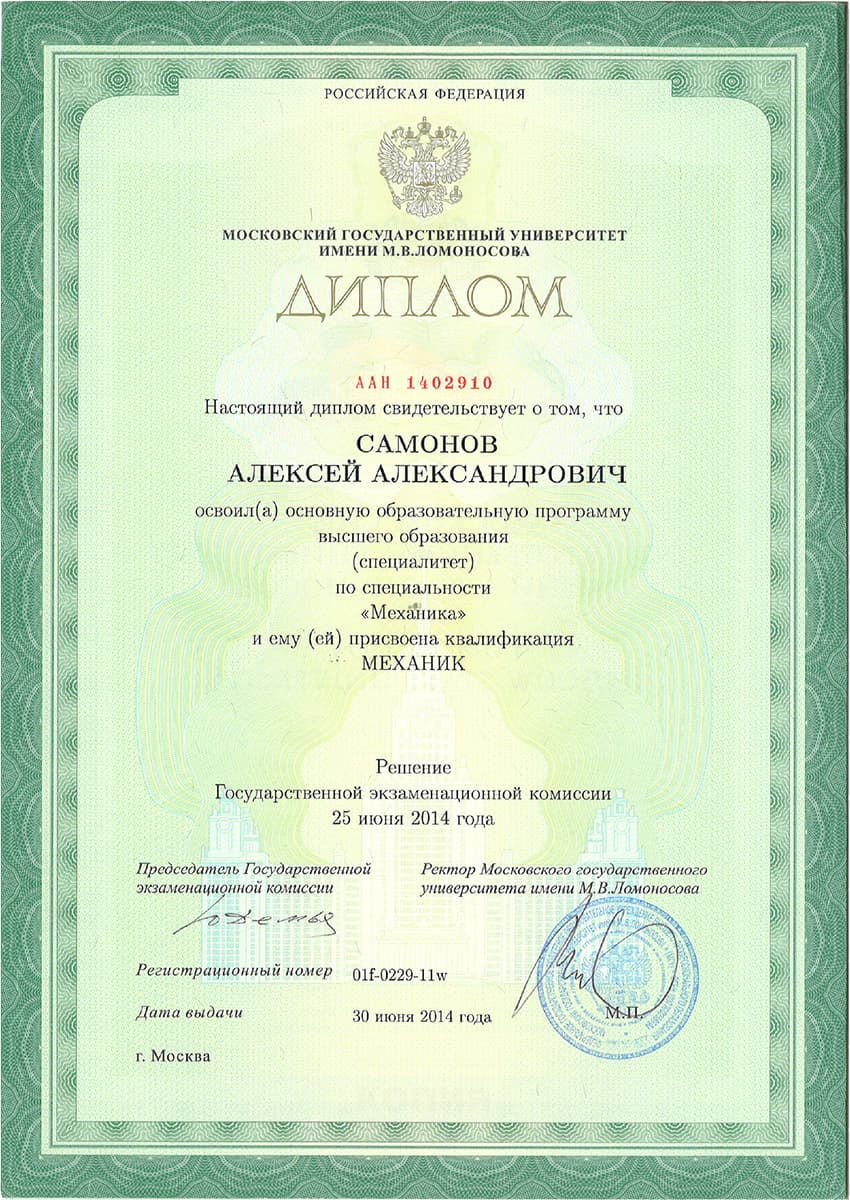 РОССИЙСКАЯ ФЕДЕРАЦИЯ
МОСКОВСКИЙ ГОСУДАРСТВЕННЫЙ УНИВЕРСИТЕТ
ИМЕНИ М.В.ЛОМОНОСОВА
ДИПЛОМ
ААН 1402910
Настоящий диплом свидетельствует о том, что
САМОНОВ
АЛЕКСЕЙ АЛЕКСАНДРОВИЧ
освоил(а) основную образовательную программу
высшего образования
(специалитет)
по специальности
«Механика»
и ему (ей) присвоена квалификация
МЕХАНИК
Решение
Государственной экзаменационной комиссии
25 июня 2014 года
Председатель Государственной
экзаменационной комиссии
Ректор Московского государственного
университета имени М.В.Ломоносова
Регистрационный номер 01f-0229-11w
М.П.
Дата выдачи 30 июня 2014 года
г. Москва